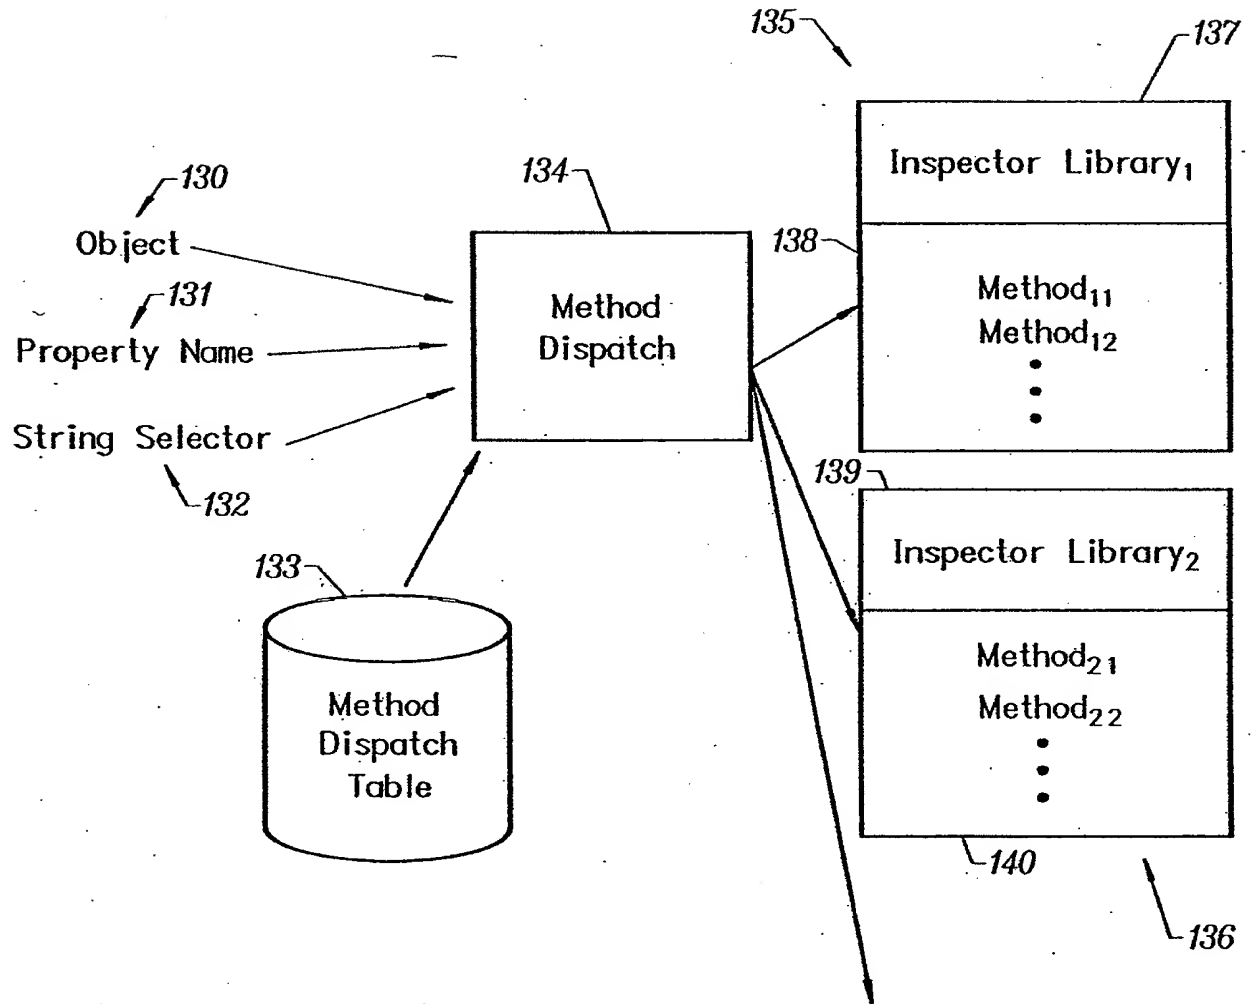 135
137
Inspector Library₁
130
134
Object
138
131
Method
Dispatch
Method₁₁
Method₁₂
Property Name
String Selector
132
139
Inspector Library₂
133
Method₂₁
Method₂₂
Method
Dispatch
Table
140
136